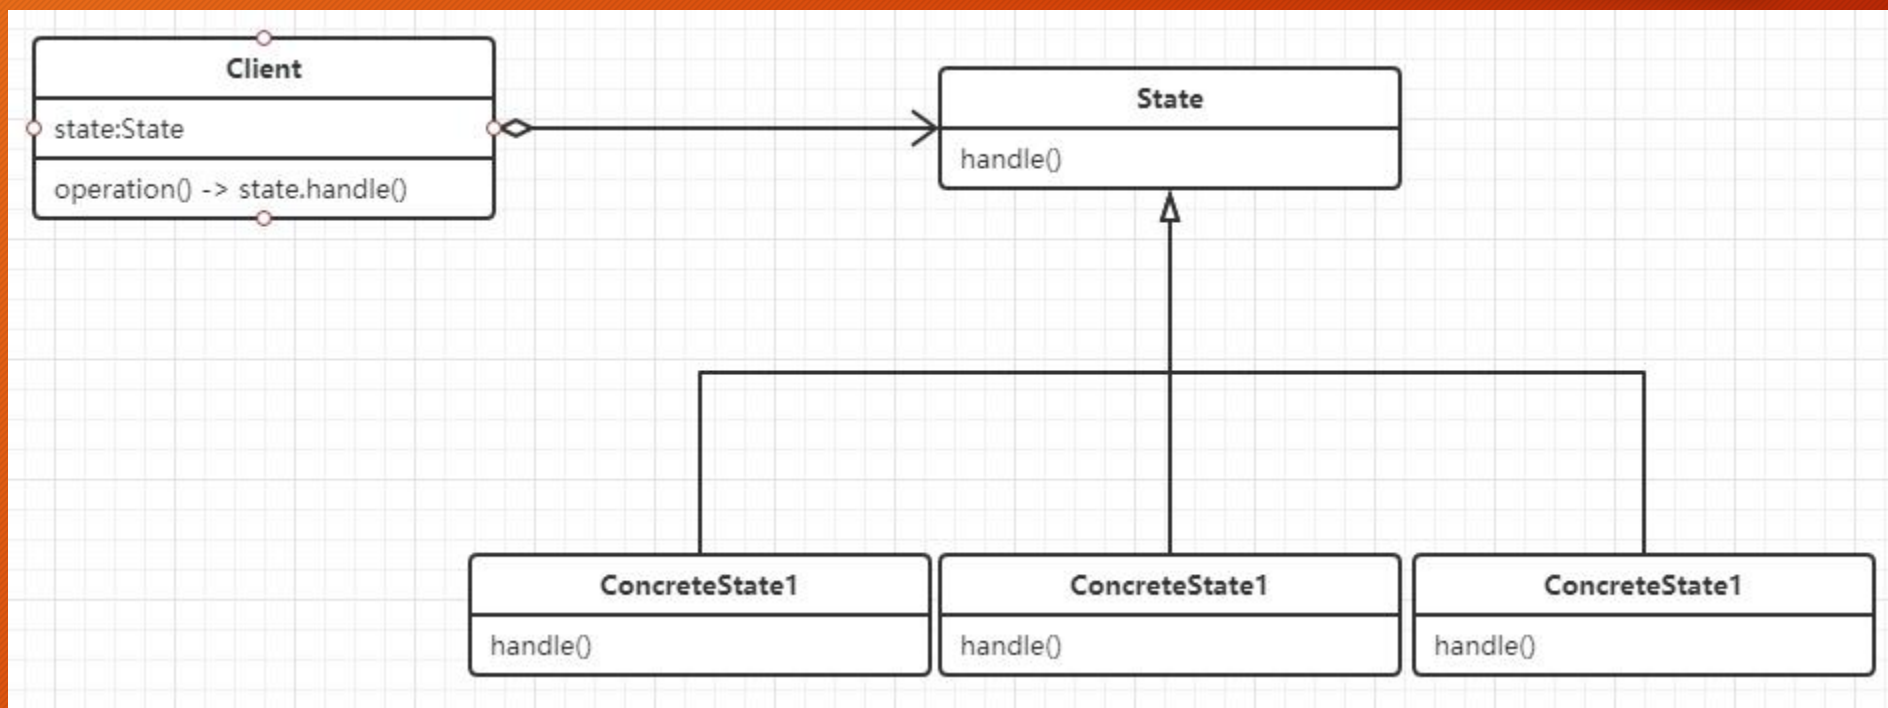 Client
state:State
operation() -> state.handle()
State
handle()
ConcreteState1
handle()
ConcreteState1
handle()
ConcreteState1
handle()